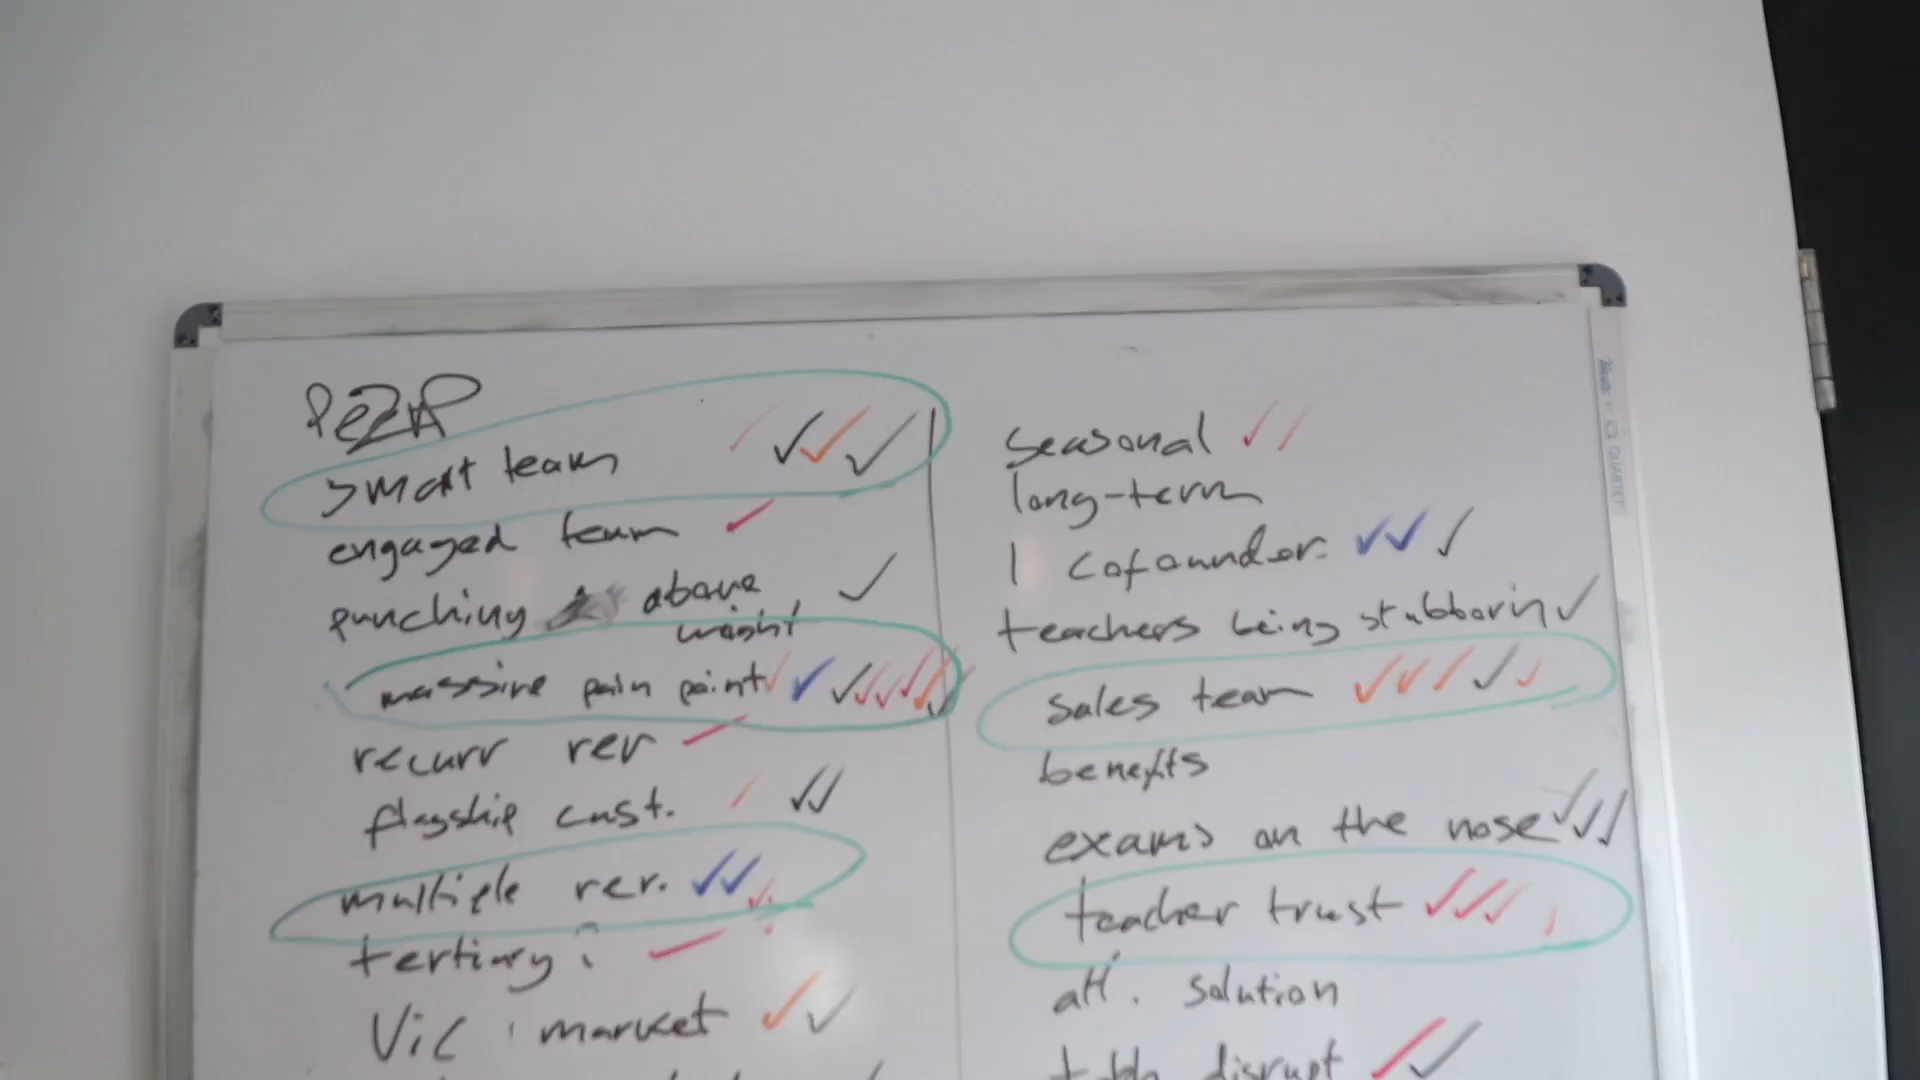 smart team
engaged team
punching above
weight
massive pain point
recurr rev
flagship cust.
multiple rev.
tertiary?
Vic market
seasonal
long-term
1 cofounder.
teachers being stubborn
sales team
benefits
exams on the nose
teacher trust
alt. solution
disrupt
QUARTET